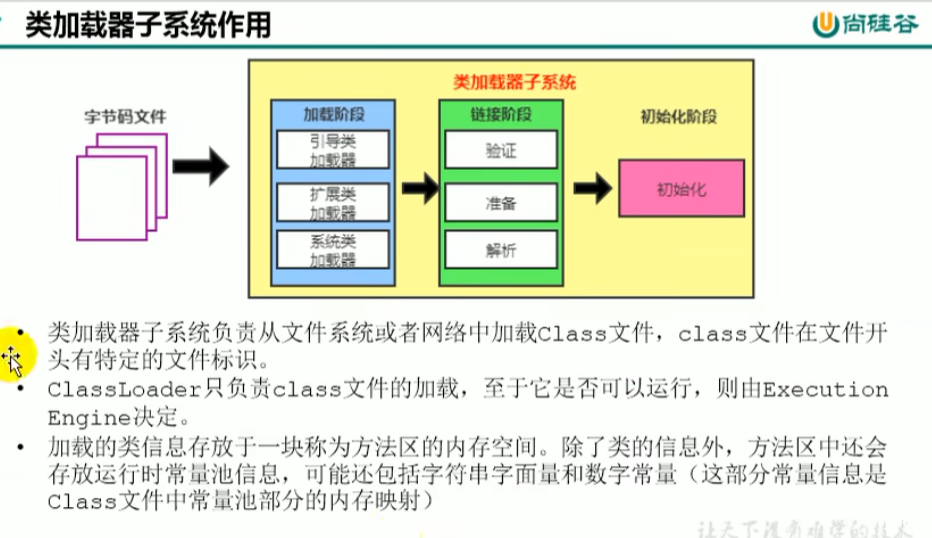 类加载器子系统作用
尚硅谷
类加载器子系统
字节码文件
加载阶段
引导类
加载器
扩展类
加载器
系统类
加载器
链接阶段
验证
准备
解析
初始化阶段
初始化
• 类加载器子系统负责从文件系统或者网络中加载Class文件，class文件在文件开
头有特定的文件标识。
• ClassLoader只负责class文件的加载，至于它是否可以运行，则由Execution
Engine决定。
• 加载的类信息存放于一块称为方法区的内存空间。除了类的信息外，方法区中还会
存放运行时常量池信息，可能还包括字符串字面量和数字常量（这部分常量信息是
Class文件中常量池部分的内存映射）
让天下没有难学的技术